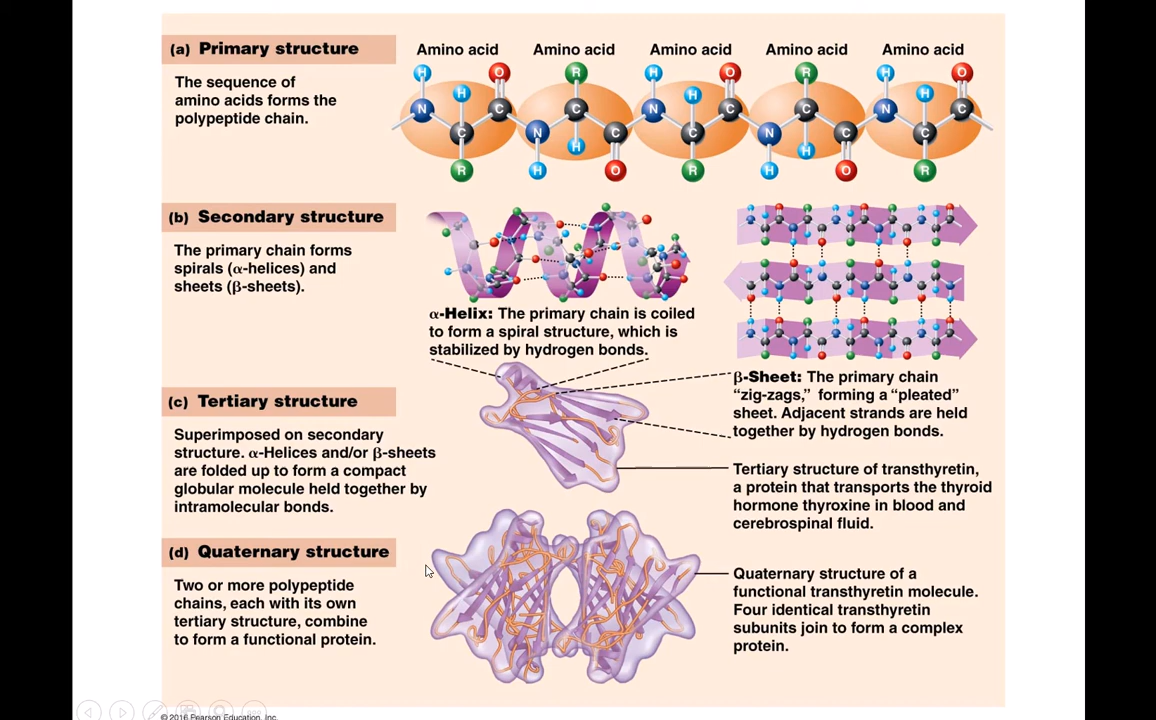 (a) Primary structure
The sequence of
amino acids forms the
polypeptide chain.
Amino acid Amino acid Amino acid Amino acid Amino acid
H O R H O R H O
H H H
N C C N C C
C N C C N C
H H
R H O R H O R
(b) Secondary structure
The primary chain forms
spirals (α-helices) and
sheets (β-sheets).
α-Helix: The primary chain is coiled
to form a spiral structure, which is
stabilized by hydrogen bonds.
β-Sheet: The primary chain
“zig-zags,” forming a “pleated”
sheet. Adjacent strands are held
together by hydrogen bonds.
(c) Tertiary structure
Superimposed on secondary
structure. α-Helices and/or β-sheets
are folded up to form a compact
globular molecule held together by
intramolecular bonds.
Tertiary structure of transthyretin,
a protein that transports the thyroid
hormone thyroxine in blood and
cerebrospinal fluid.
(d) Quaternary structure
Two or more polypeptide
chains, each with its own
tertiary structure, combine
to form a functional protein.
Quaternary structure of a
functional transthyretin molecule.
Four identical transthyretin
subunits join to form a complex
protein.
© 2016 Pearson Education, Inc.